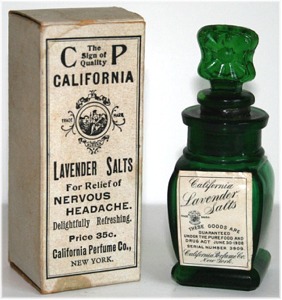 The
Sign of
Quality
C P
CALIFORNIA
TRADE MARK
LAVENDER SALTS
For Relief of
NERVOUS
HEADACHE.
Delightfully Refreshing.
Price 35c.
California Perfume Co.,
NEW YORK.
California
Lavender
Salts
THESE GOODS ARE
GUARANTEED
UNDER THE PURE FOOD AND
DRUG ACT JUNE 30 1906
SERIAL NUMBER
California Perfume Co.
New York.